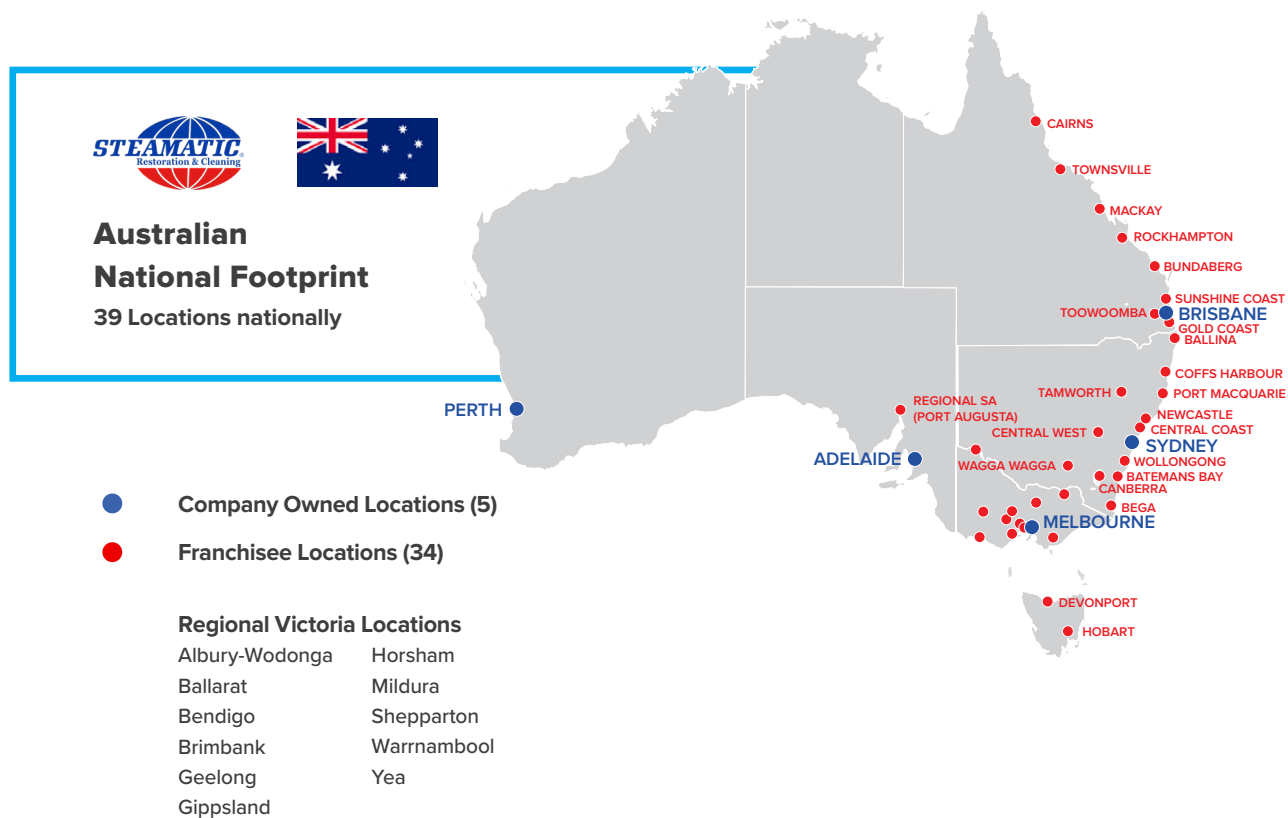 STEAMATIC
Restoration & Cleaning
Australian
National Footprint
39 Locations nationally
CAIRNS
TOWNSVILLE
MACKAY
ROCKHAMPTON
BUNDABERG
SUNSHINE COAST
TOOWOOMBA
BRISBANE
GOLD COAST
BALLINA
COFFS HARBOUR
TAMWORTH
PORT MACQUARIE
REGIONAL SA
(PORT AUGUSTA)
PERTH
NEWCASTLE
CENTRAL COAST
CENTRAL WEST
SYDNEY
ADELAIDE
WAGGA WAGGA
WOLLONGONG
BATEMANS BAY
CANBERRA
BEGA
MELBOURNE
DEVONPORT
HOBART
Company Owned Locations (5)
Franchisee Locations (34)
Regional Victoria Locations
Albury-Wodonga
Ballarat
Bendigo
Brimbank
Geelong
Gippsland
Horsham
Mildura
Shepparton
Warrnambool
Yea